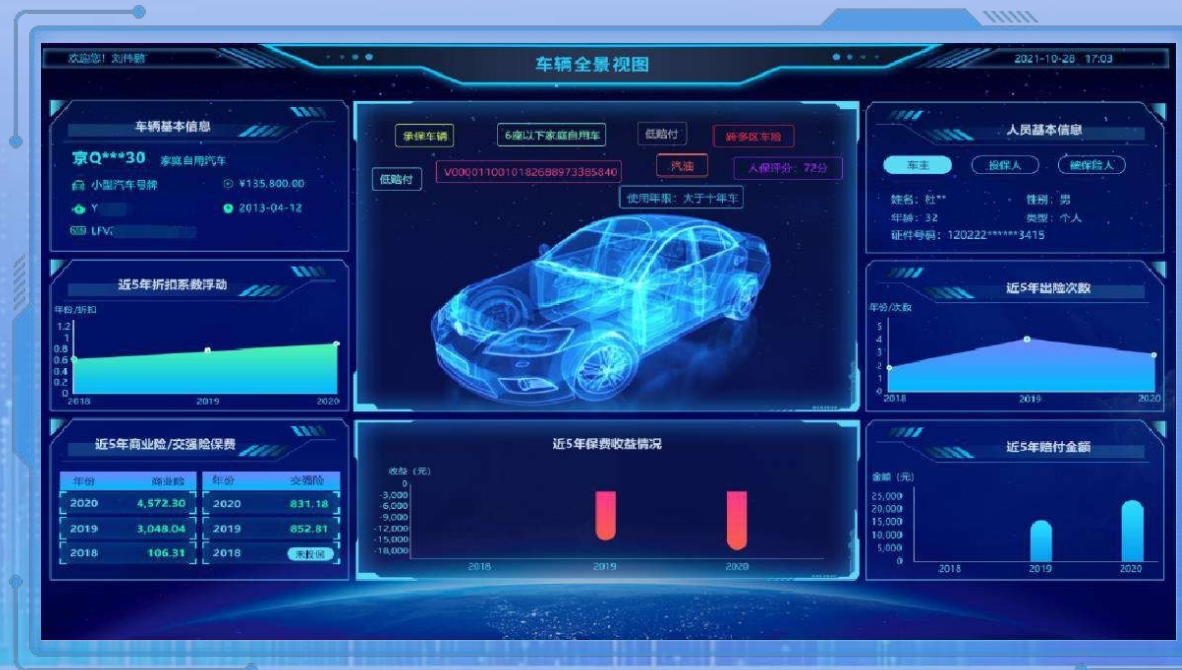 欢迎您！刘伟鹏
车辆全景视图
2021-10-28 17:03
车辆基本信息
京Q***30 家庭自用汽车
小型汽车号牌 ¥135,800.00
Y 2013-04-12
LFV
近5年折扣系数浮动
年份/折扣
1.2
1
0.8
0.6
0.4
0.2
0
2018 2019 2020
近5年商业险/交强险保费
年份 商业险 年份 交强险
2020 4,572.30 2020 831.18
2019 3,048.04 2019 852.81
2018 106.31 2018 未投保
承保车辆 6座以下家庭自用车 低赔付 跨多区车险
低赔付 V0000110010182688973385840 汽油 人保评分：72分
使用年限：大于十年车
近5年保费收益情况
收益（元）
0
-3,000
-6,000
-9,000
-12,000
-15,000
-18,000
2018 2019 2020
人员基本信息
车主 投保人 被保险人
姓名：杜** 性别：男
年龄：32 类型：个人
证件号码：120222******3415
近5年出险次数
年份/次数
5
4
3
2
1
0
2018 2019 2020
近5年赔付金额
金额（元）
25,000
20,000
15,000
10,000
5,000
0
2018 2019 2020